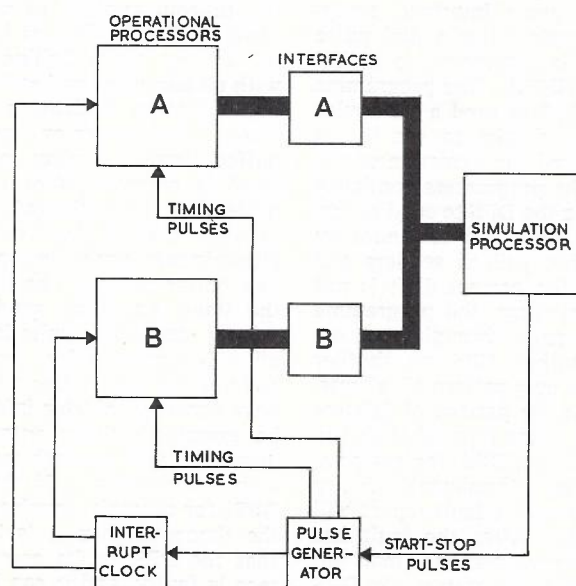 OPERATIONAL
PROCESSORS
INTERFACES
A
A
TIMING
PULSES
SIMULATION
PROCESSOR
B
B
TIMING
PULSES
INTER-
RUPT
CLOCK
PULSE
GENER-
ATOR
START-STOP
PULSES